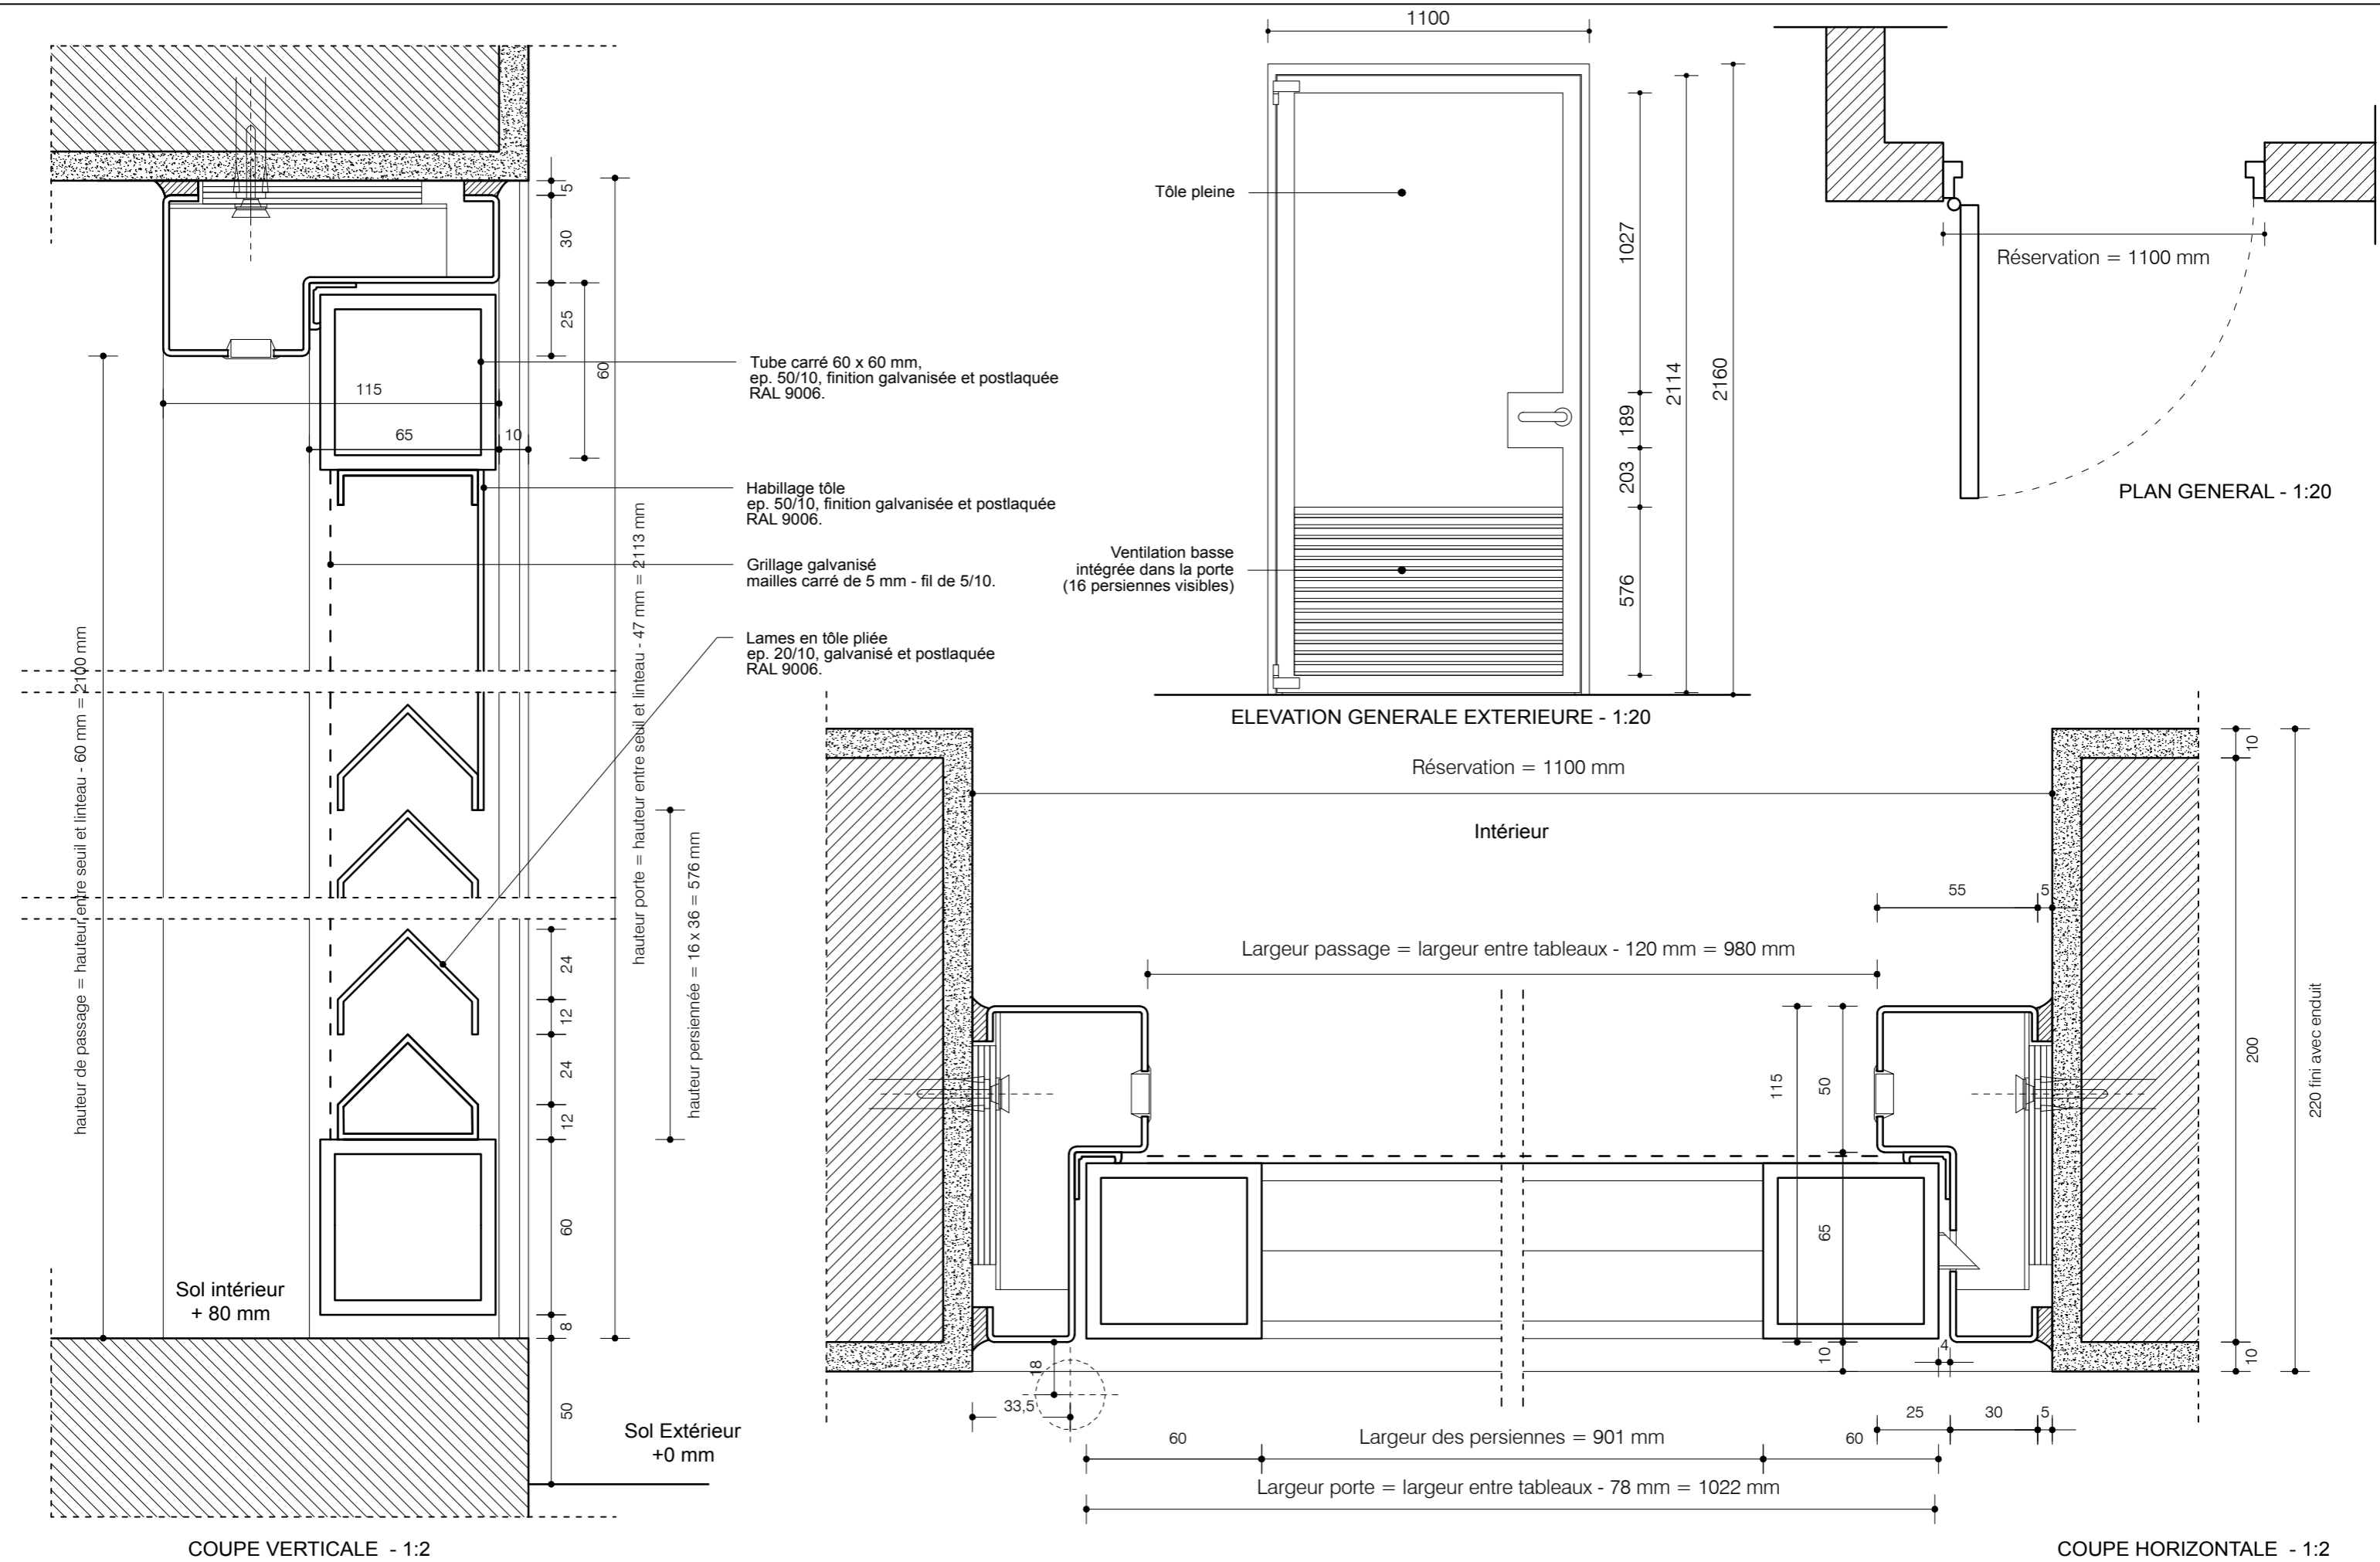 5
30
25
60
115
65
10
Tube carré 60 x 60 mm,
ep. 50/10, finition galvanisée et postlaquée
RAL 9006.
Habillage tôle
ep. 50/10, finition galvanisée et postlaquée
RAL 9006.
Grillage galvanisé
mailles carré de 5 mm - fil de 5/10.
Lames en tôle pliée
ep. 20/10, galvanisé et postlaquée
RAL 9006.
hauteur de passage = hauteur entre seuil et linteau - 60 mm = 2100 mm
hauteur porte = hauteur entre seuil et linteau - 47 mm = 2113 mm
hauteur persiennée = 16 x 36 = 576 mm
24
12
24
12
60
8
50
Sol intérieur
+ 80 mm
Sol Extérieur
+0 mm
COUPE VERTICALE - 1:2
1100
Tôle pleine
Ventilation basse
intégrée dans la porte
(16 persiennes visibles)
1027
189
203
576
2114
2160
ELEVATION GENERALE EXTERIEURE - 1:20
Réservation = 1100 mm
PLAN GENERAL - 1:20
Réservation = 1100 mm
Intérieur
55
5
Largeur passage = largeur entre tableaux - 120 mm = 980 mm
115
50
65
10
4
18
33,5
25
30
5
60
Largeur des persiennes = 901 mm
60
Largeur porte = largeur entre tableaux - 78 mm = 1022 mm
10
200
10
220 fini avec enduit
COUPE HORIZONTALE - 1:2